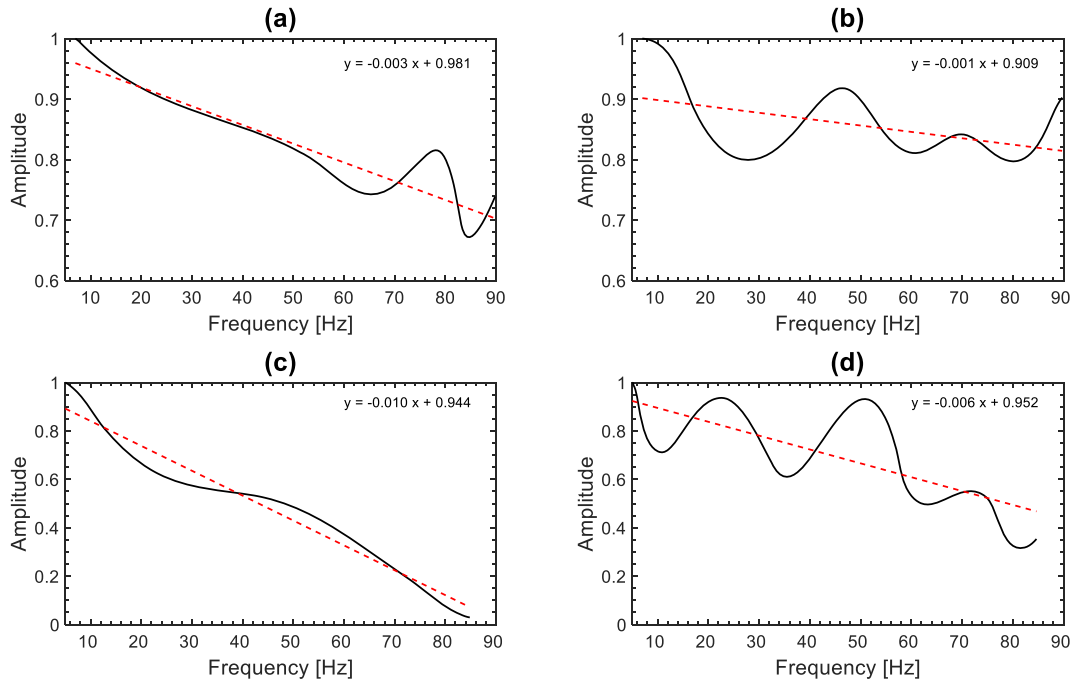 (a)
y = -0.003 x + 0.981
Amplitude
1
0.9
0.8
0.7
0.6
10 20 30 40 50 60 70 80 90
Frequency [Hz]
(b)
y = -0.001 x + 0.909
Amplitude
1
0.9
0.8
0.7
0.6
10 20 30 40 50 60 70 80 90
Frequency [Hz]
(c)
y = -0.010 x + 0.944
Amplitude
1
0.8
0.6
0.4
0.2
0
10 20 30 40 50 60 70 80 90
Frequency [Hz]
(d)
y = -0.006 x + 0.952
Amplitude
1
0.8
0.6
0.4
0.2
0
10 20 30 40 50 60 70 80 90
Frequency [Hz]